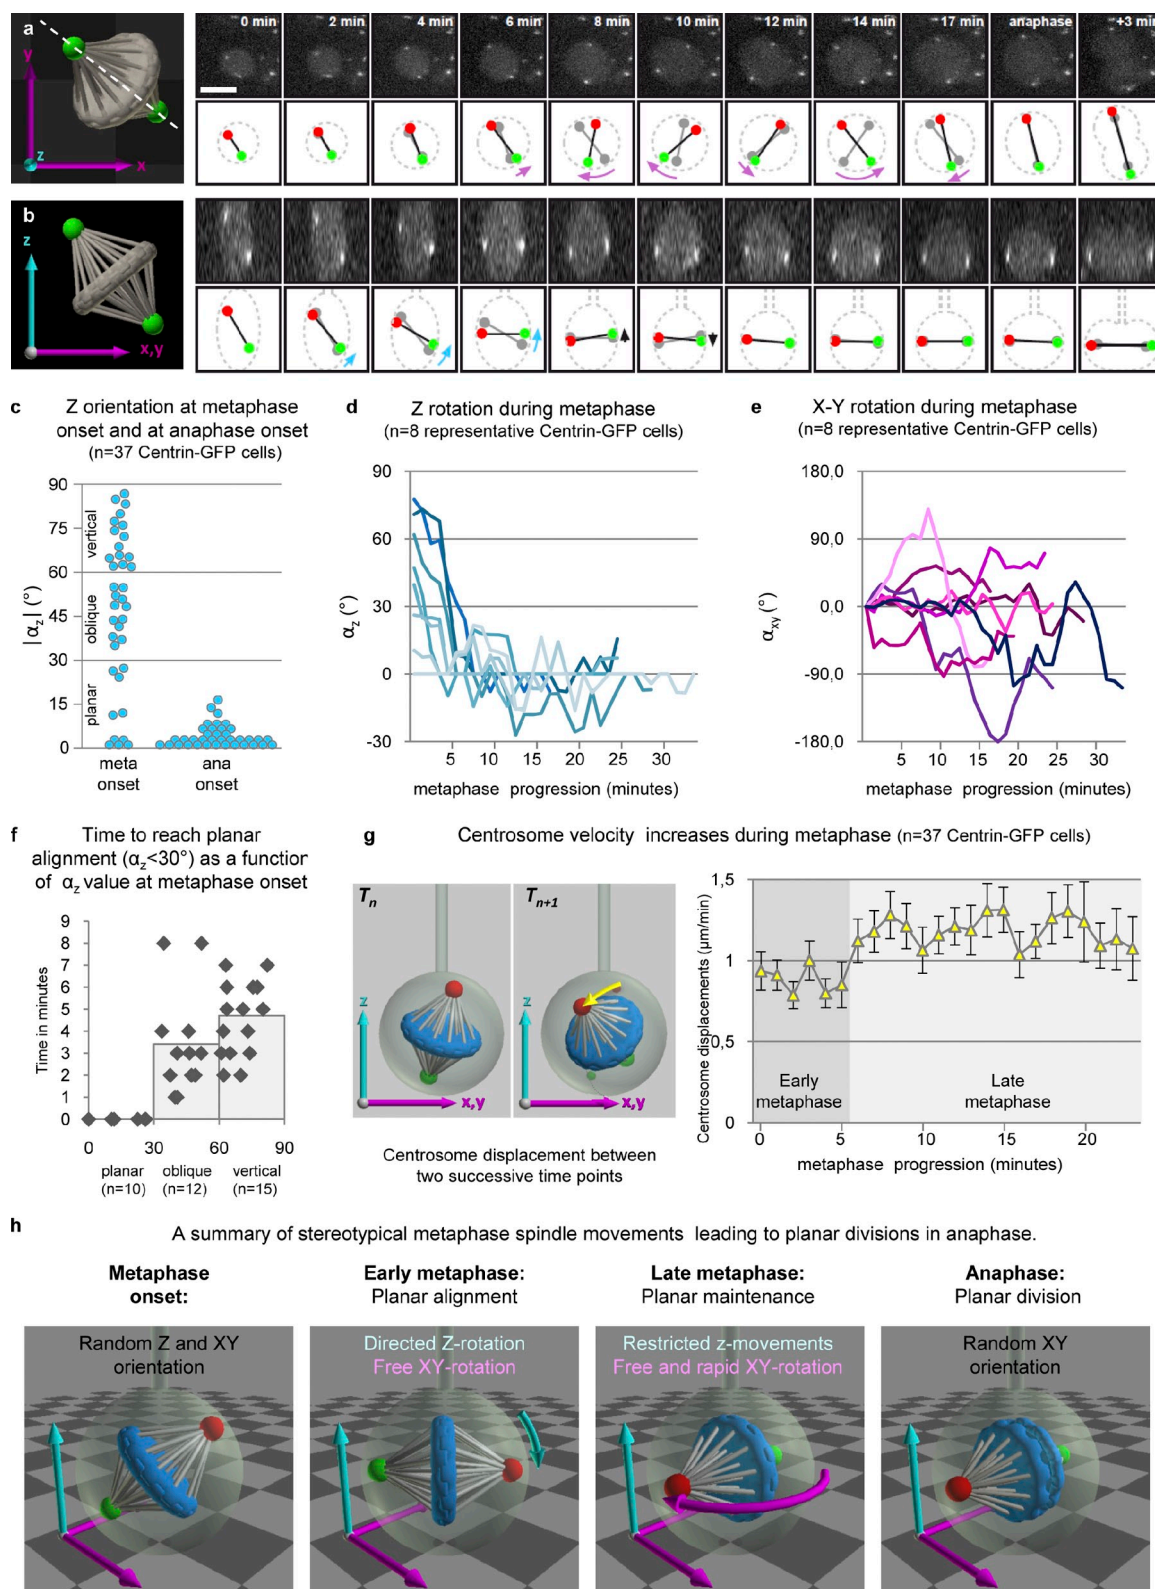 a
y
z
x
0 min
2 min
4 min
6 min
8 min
10 min
12 min
14 min
17 min
anaphase
+3 min
b
z
x,y
c
Z orientation at metaphase
onset and at anaphase onset
(n=37 Centrin-GFP cells)
90
75
60
45
30
15
0
|αz| (°)
vertical
oblique
planar
meta
onset
ana
onset
d
Z rotation during metaphase
(n=8 representative Centrin-GFP cells)
90
60
30
0
-30
αz (°)
5
10
15
20
25
30
metaphase progression (minutes)
e
X-Y rotation during metaphase
(n=8 representative Centrin-GFP cells)
180,0
90,0
0,0
-90,0
-180,0
αxy (°)
5
10
15
20
25
30
metaphase progression (minutes)
f
Time to reach planar
alignment (αz<30°) as a function
of αz value at metaphase onset
9
8
7
6
5
4
3
2
1
0
Time in minutes
0
30
60
90
planar
(n=10)
oblique
(n=12)
vertical
(n=15)
g
Centrosome velocity increases during metaphase (n=37 Centrin-GFP cells)
Tn
z
x,y
Tn+1
z
x,y
Centrosome displacement between
two successive time points
Centrosome displacements (µm/min)
1,5
1
0,5
0
Early
metaphase
Late
metaphase
0
5
10
15
20
metaphase progression (minutes)
h
A summary of stereotypical metaphase spindle movements leading to planar divisions in anaphase.
Metaphase
onset:
Random Z and XY
orientation
Early metaphase:
Planar alignment
Directed Z-rotation
Free XY-rotation
Late metaphase:
Planar maintenance
Restricted z-movements
Free and rapid XY-rotation
Anaphase:
Planar division
Random XY
orientation